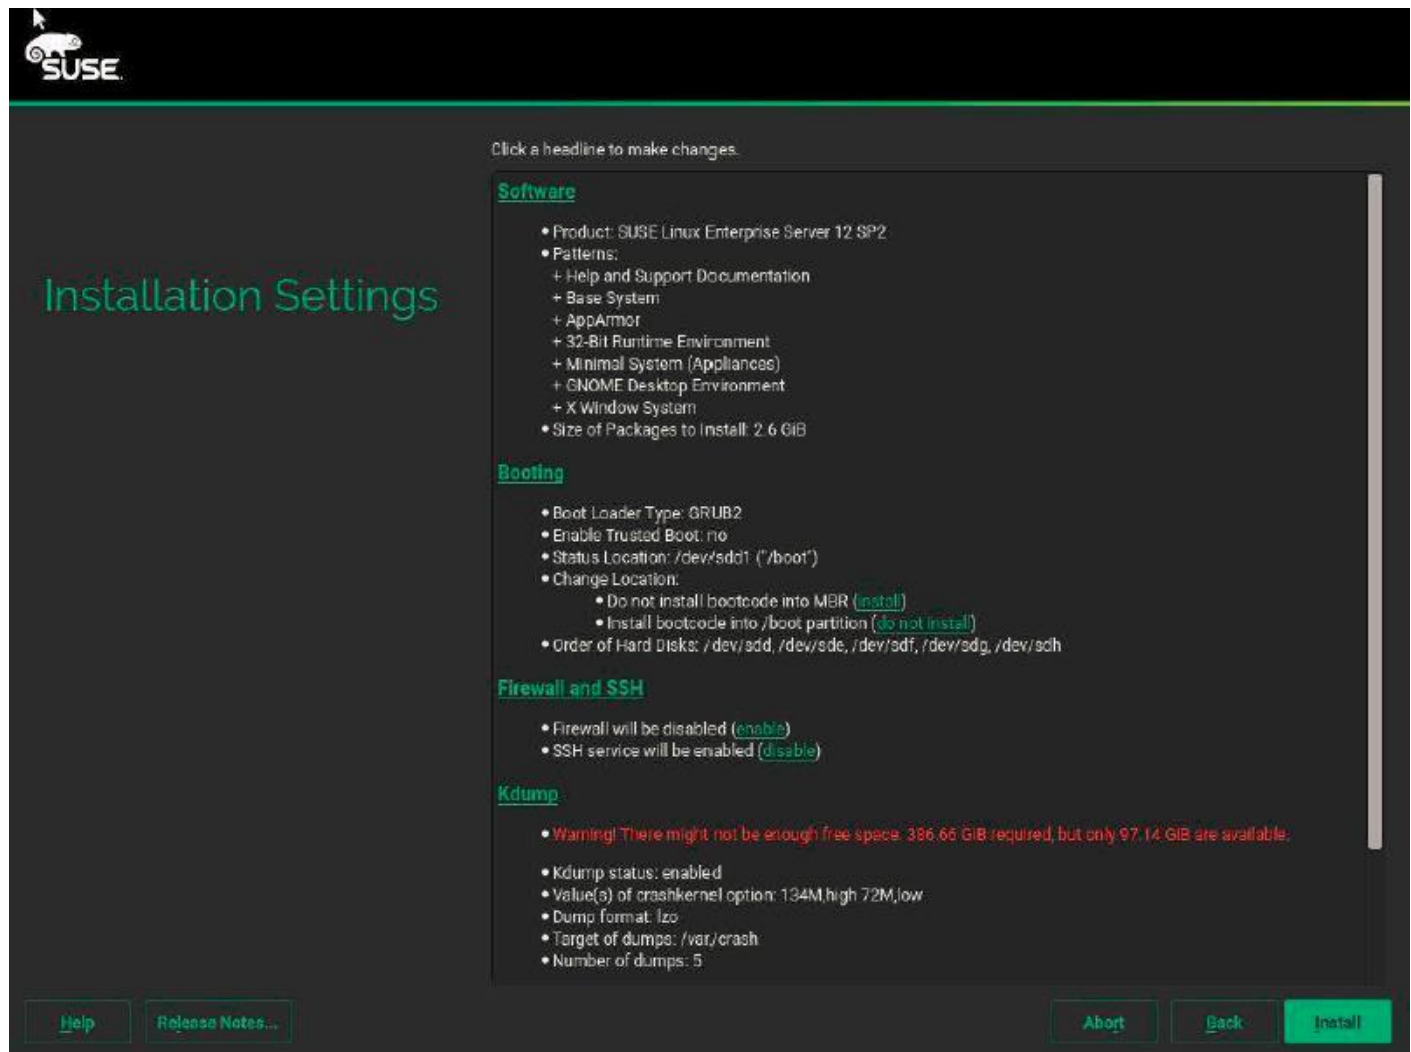 SUSE.
Click a headline to make changes.
Installation Settings
Software
• Product: SUSE Linux Enterprise Server 12 SP2
• Patterns:
+ Help and Support Documentation
+ Base System
+ AppArmor
+ 32-Bit Runtime Environment
+ Minimal System (Appliances)
+ GNOME Desktop Environment
+ X Window System
• Size of Packages to Install: 2.6 GiB
Booting
• Boot Loader Type: GRUB2
• Enable Trusted Boot: no
• Status Location: /dev/sdd1 ("/boot")
• Change Location:
• Do not install bootcode into MBR (install)
• Install bootcode into /boot partition (do not install)
• Order of Hard Disks: /dev/sdd, /dev/sde, /dev/sdf, /dev/sdg, /dev/sdh
Firewall and SSH
• Firewall will be disabled (enable)
• SSH service will be enabled (disable)
Kdump
• Warning! There might not be enough free space. 386.66 GiB required, but only 97.14 GiB are available.
• Kdump status: enabled
• Value(s) of crashkernel option: 134M,high 72M,low
• Dump format: lzo
• Target of dumps: /var/crash
• Number of dumps: 5
Help
Release Notes...
Abort
Back
Install